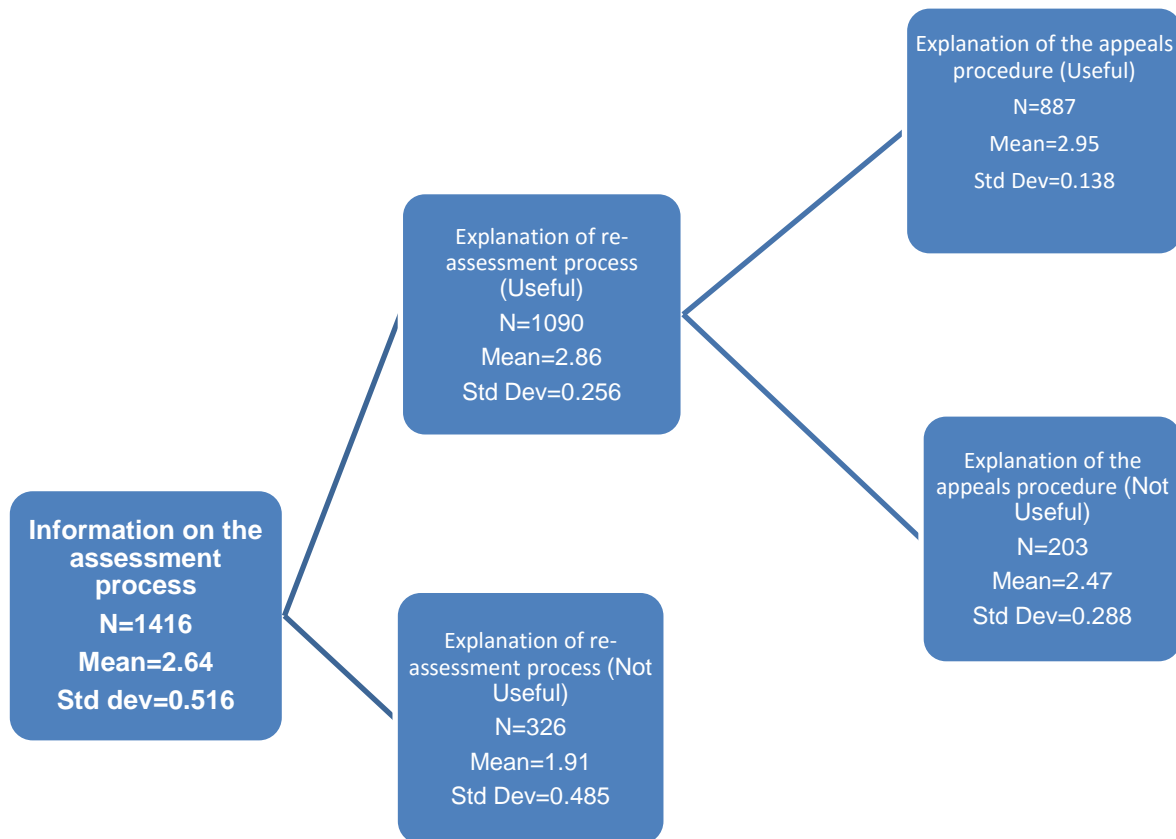 Information on the
assessment
process
N=1416
Mean=2.64
Std dev=0.516
Explanation of re-
assessment process
(Useful)
N=1090
Mean=2.86
Std Dev=0.256
Explanation of re-
assessment process (Not
Useful)
N=326
Mean=1.91
Std Dev=0.485
Explanation of the appeals
procedure (Useful)
N=887
Mean=2.95
Std Dev=0.138
Explanation of the
appeals procedure (Not
Useful)
N=203
Mean=2.47
Std Dev=0.288